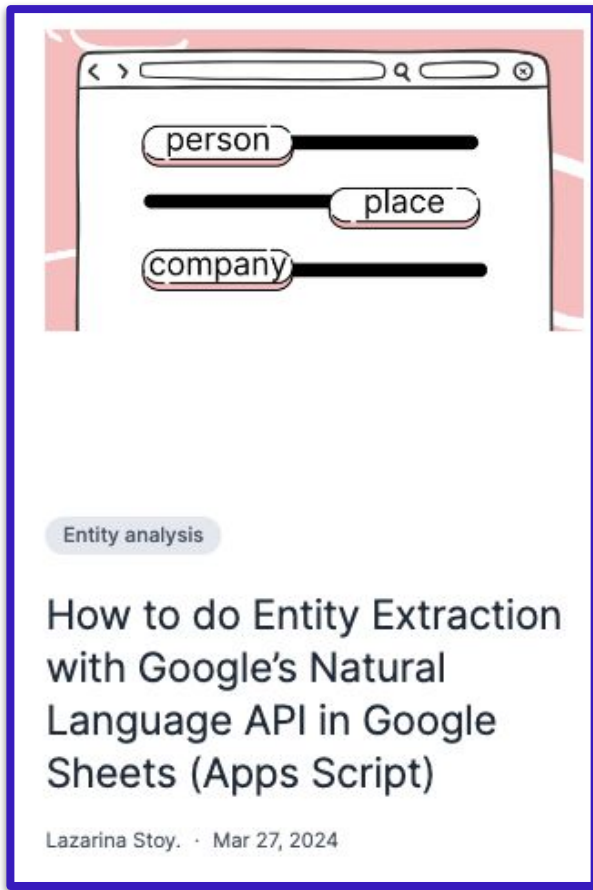 person
place
company
Entity analysis
How to do Entity Extraction
with Google’s Natural
Language API in Google
Sheets (Apps Script)
Lazarina Stoy. · Mar 27, 2024